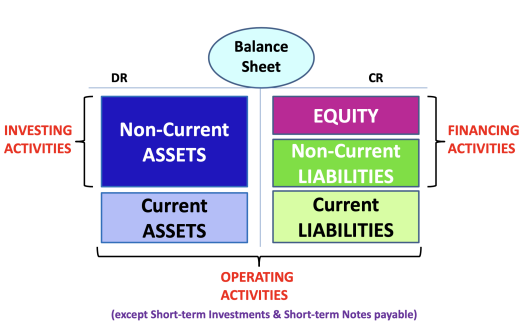 Balance
Sheet
DR
CR
INVESTING
ACTIVITIES
Non-Current
ASSETS
EQUITY
Non-Current
LIABILITIES
FINANCING
ACTIVITIES
Current
ASSETS
Current
LIABILITIES
OPERATING
ACTIVITIES
(except Short-term Investments & Short-term Notes payable)